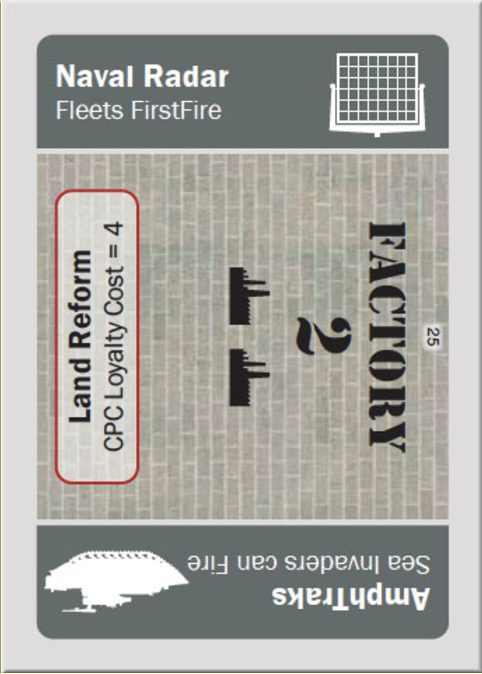 Naval Radar
Fleets FirstFire
Land Reform
CPC Loyalty Cost = 4
25
FACTORY
2
AmphTraks
Sea Invaders can Fire